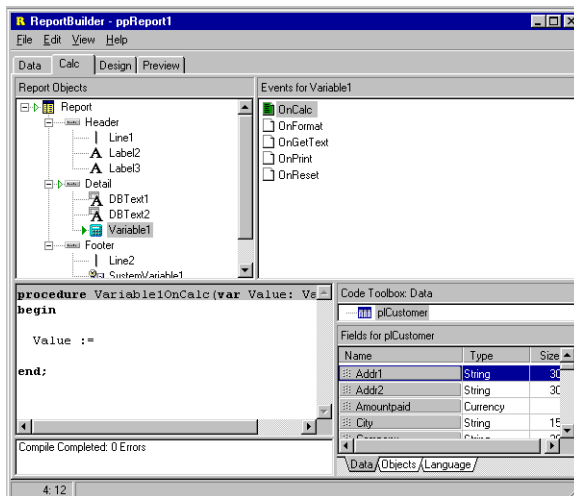 R ReportBuilder - ppReport1
File Edit View Help
Data Calc Design Preview
Report Objects
Report
Header
Line1
Label2
Label3
Detail
DBText1
DBText2
Variable1
Footer
Line2
SystemVariable1
Events for Variable1
OnCalc
OnFormat
OnGetText
OnPrint
OnReset
procedure Variable1OnCalc(var Value: Va
begin
Value :=
end;
Compile Completed: 0 Errors
Code Toolbox: Data
plCustomer
Fields for plCustomer
Name Type Size
Addr1 String 30
Addr2 String 30
Amountpaid Currency
City String 15
Company String
Data Objects Language
4: 12